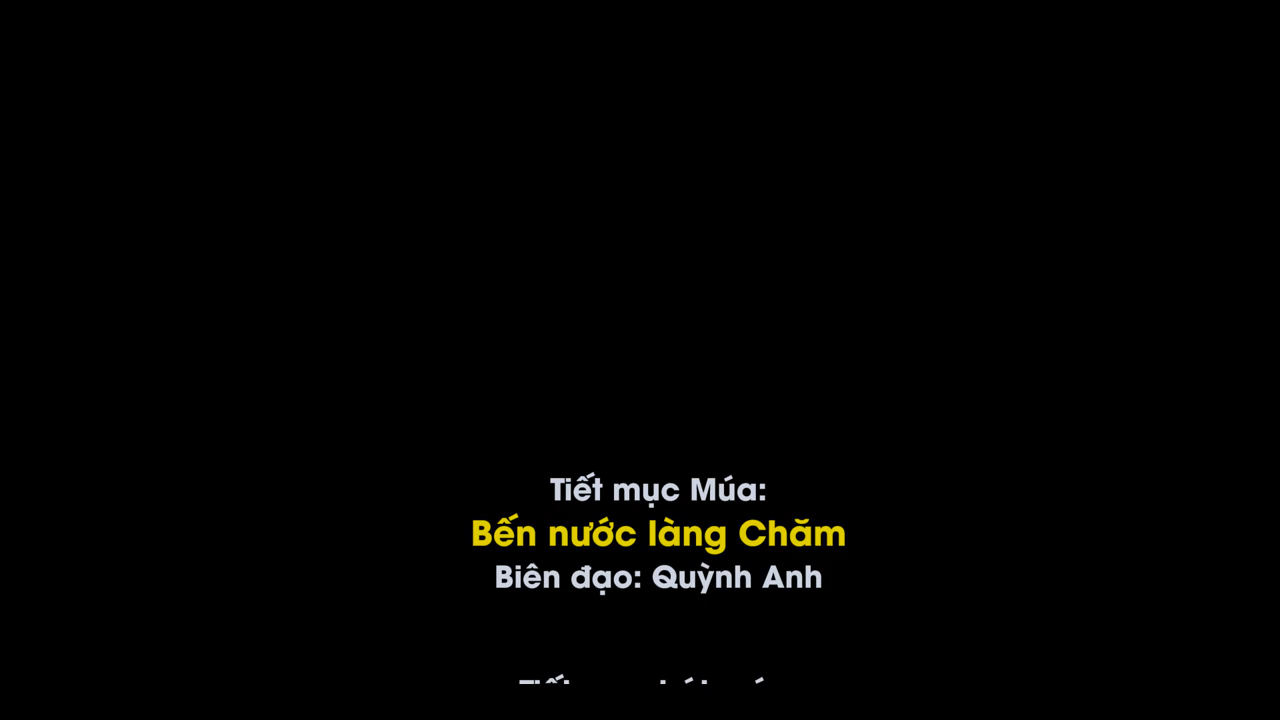 Tiết mục Múa:
Bến nước làng Chăm
Biên đạo: Quỳnh Anh